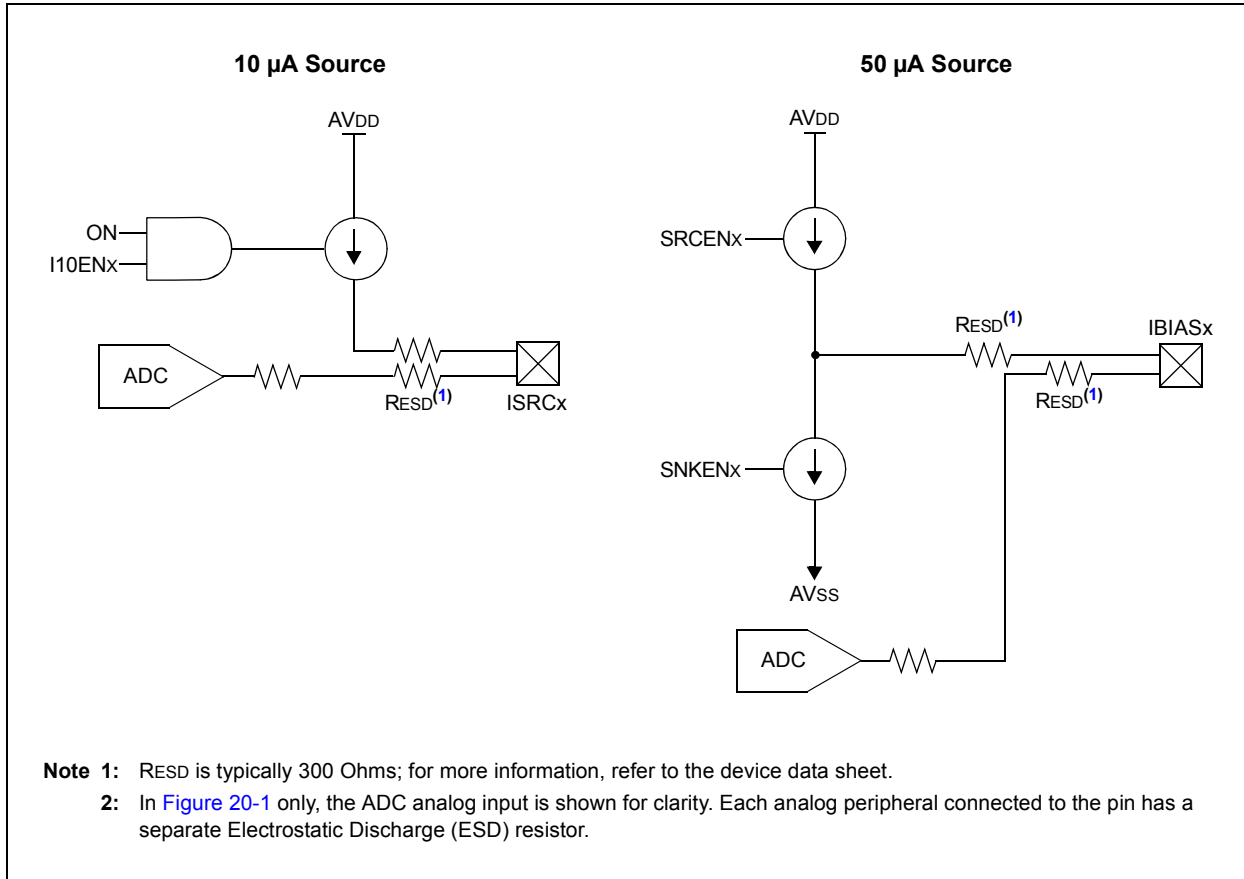 10 µA Source
AVDD
ON
I10ENx
ADC
RESD(1)
ISRCx
50 µA Source
AVDD
SRCENx
RESD(1)
IBIASx
RESD(1)
SNKENx
AVSS
ADC
Note 1: RESD is typically 300 Ohms; for more information, refer to the device data sheet.
2: In Figure 20-1 only, the ADC analog input is shown for clarity. Each analog peripheral connected to the pin has a
separate Electrostatic Discharge (ESD) resistor.